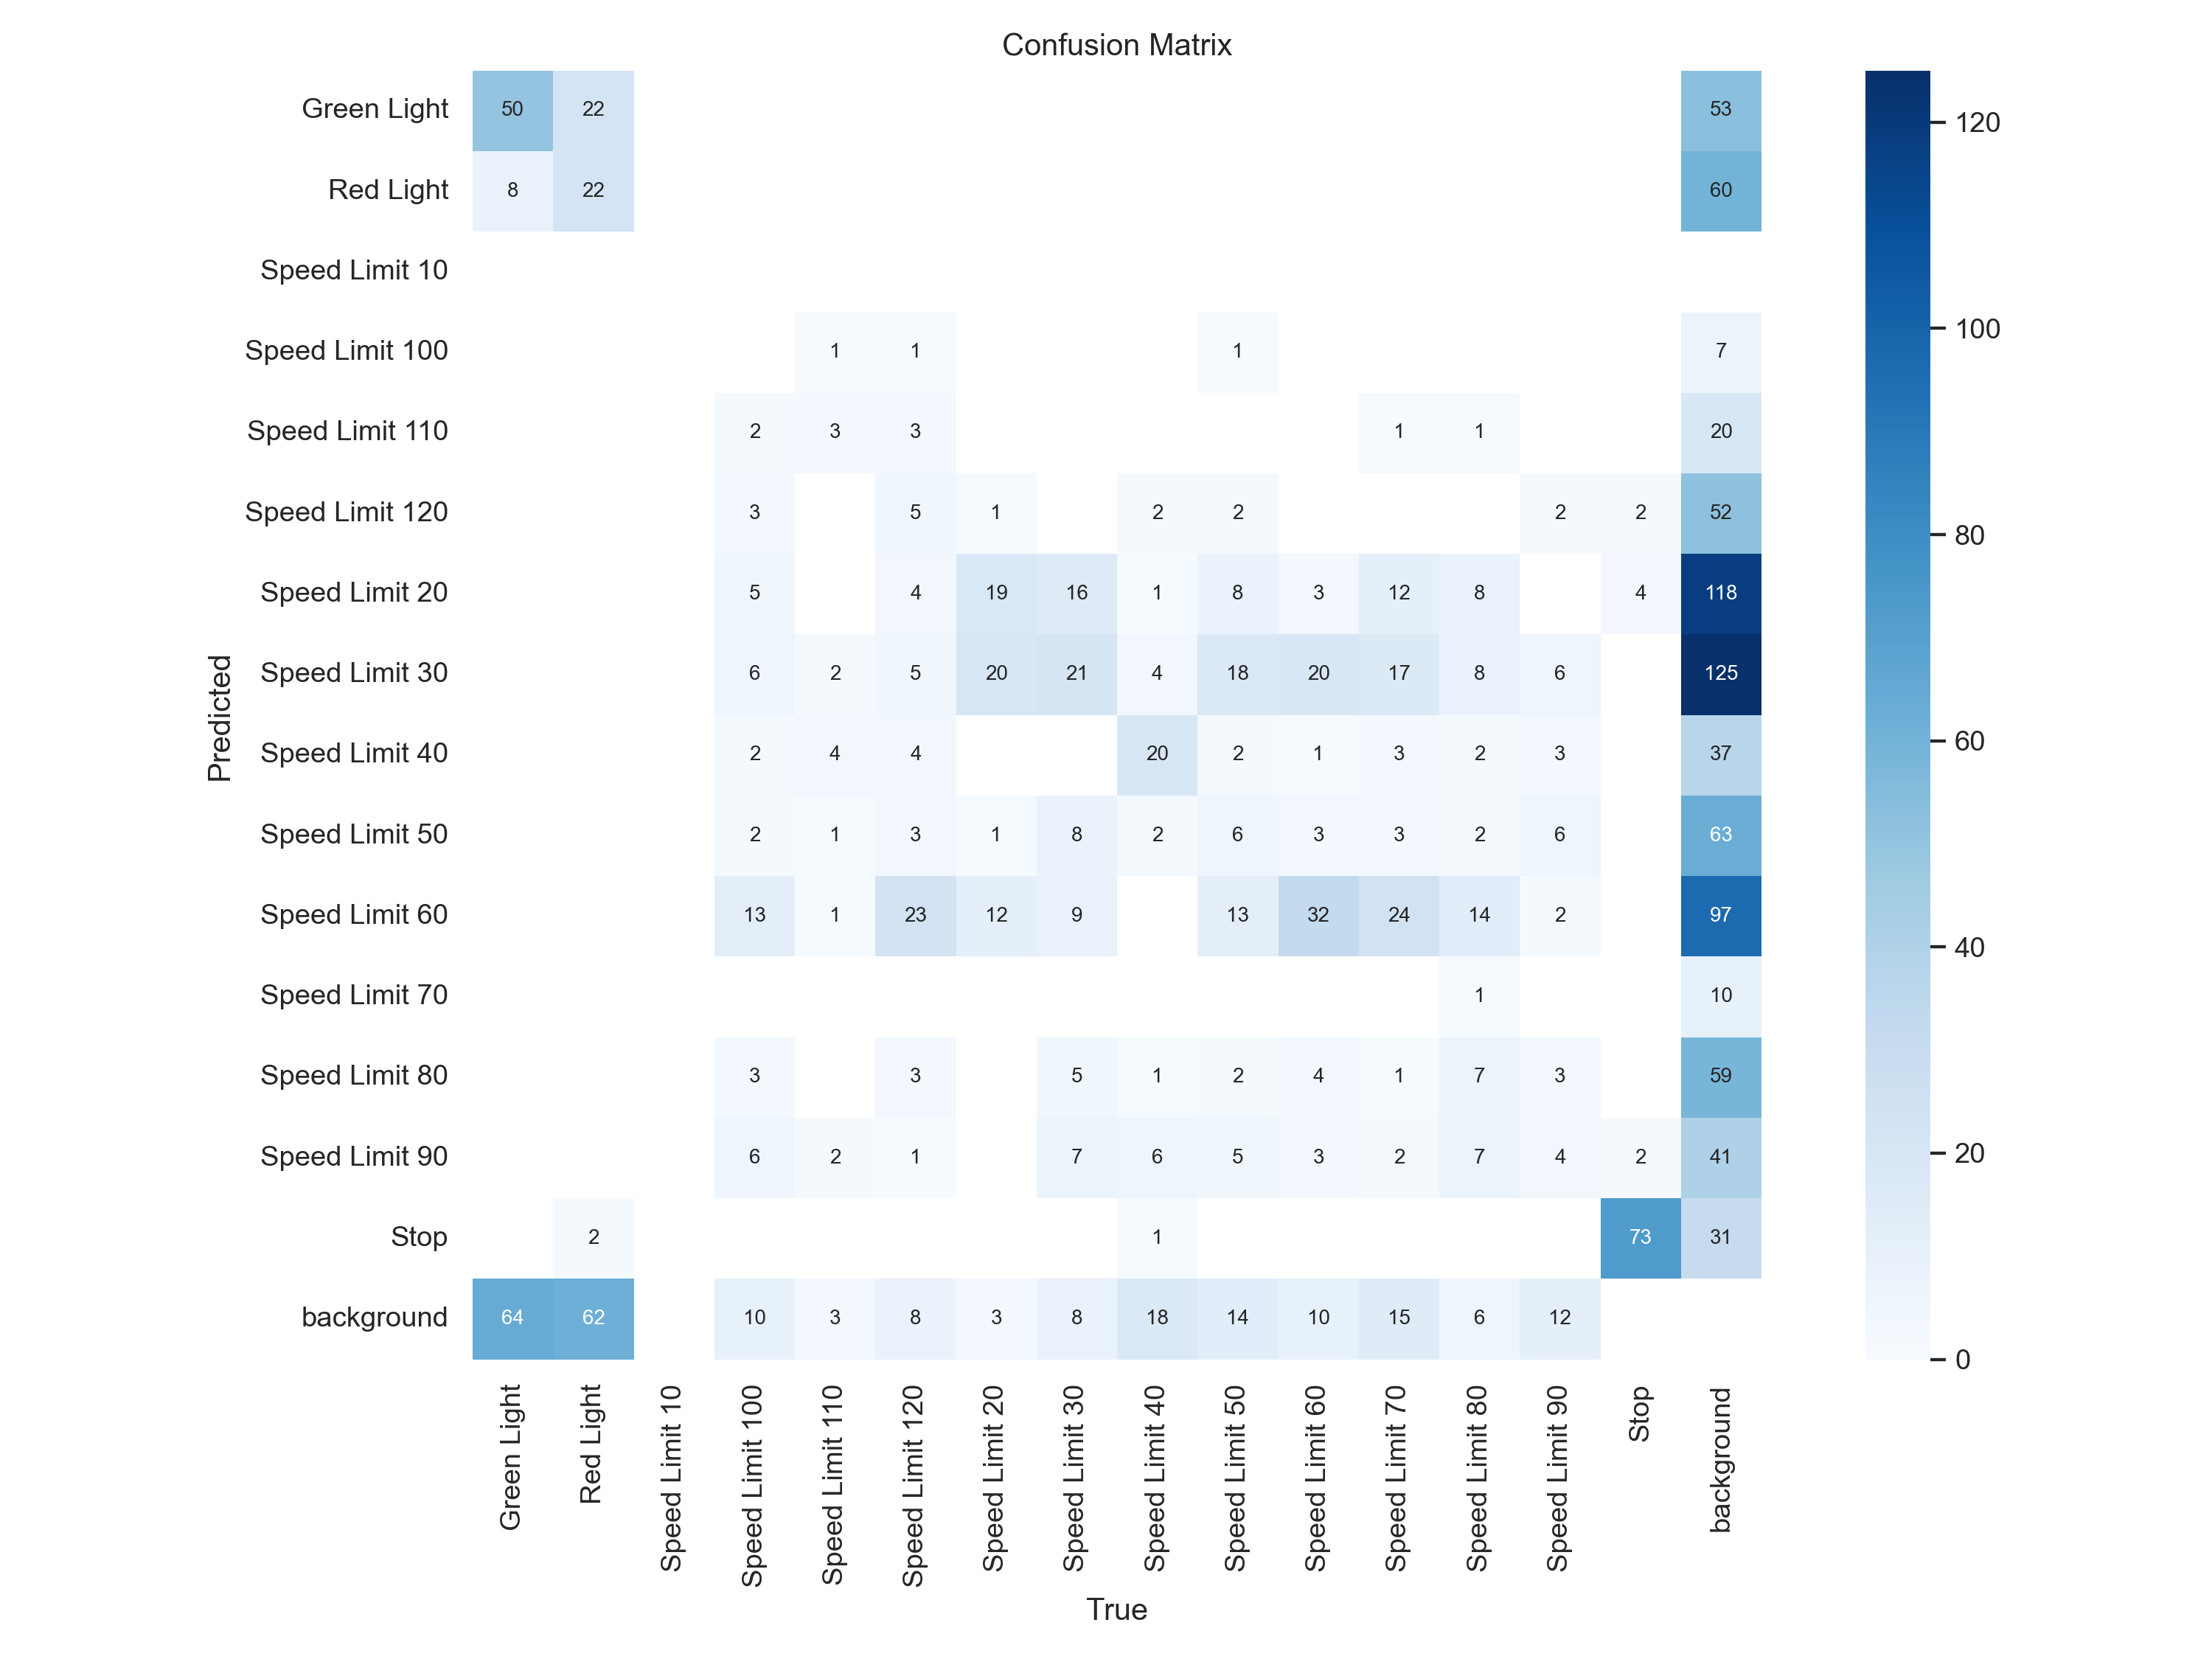 Confusion Matrix
Green Light 50 22 53
Red Light 8 22 60
Speed Limit 10
Speed Limit 100 1 1 1 7
Speed Limit 110 2 3 3 1 1 20
Speed Limit 120 3 5 1 2 2 2 2 52
Speed Limit 20 5 4 19 16 1 8 3 12 8 4 118
Speed Limit 30 6 2 5 20 21 4 18 20 17 8 6 125
Speed Limit 40 2 4 4 20 2 1 3 2 3 37
Speed Limit 50 2 1 3 1 8 2 6 3 3 2 6 63
Speed Limit 60 13 1 23 12 9 13 32 24 14 2 97
Speed Limit 70 1 10
Speed Limit 80 3 3 5 1 2 4 1 7 3 59
Speed Limit 90 6 2 1 7 6 5 3 2 7 4 2 41
Stop 2 1 73 31
background 64 62 10 3 8 3 8 18 14 10 15 6 12
Predicted
Green Light
Red Light
Speed Limit 10
Speed Limit 100
Speed Limit 110
Speed Limit 120
Speed Limit 20
Speed Limit 30
Speed Limit 40
Speed Limit 50
Speed Limit 60
Speed Limit 70
Speed Limit 80
Speed Limit 90
Stop
background
True
120
100
80
60
40
20
0